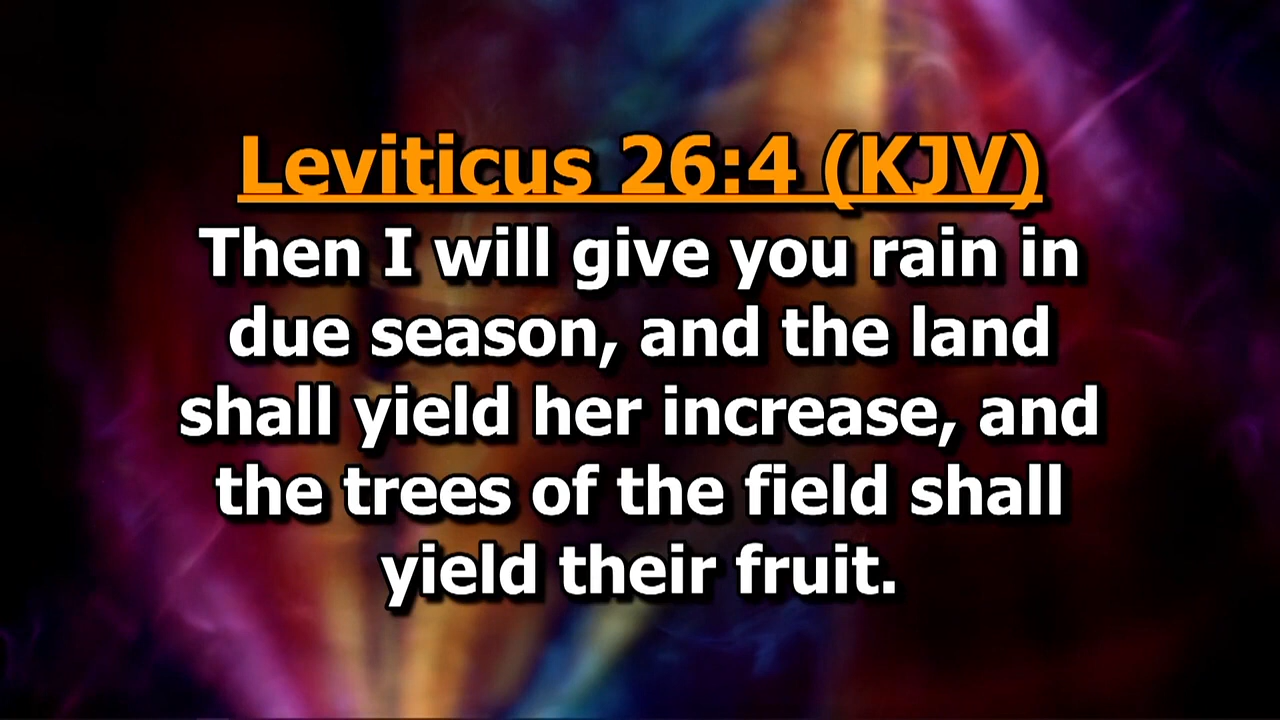 Leviticus 26:4 (KJV)
Then I will give you rain in
due season, and the land
shall yield her increase, and
the trees of the field shall
yield their fruit.